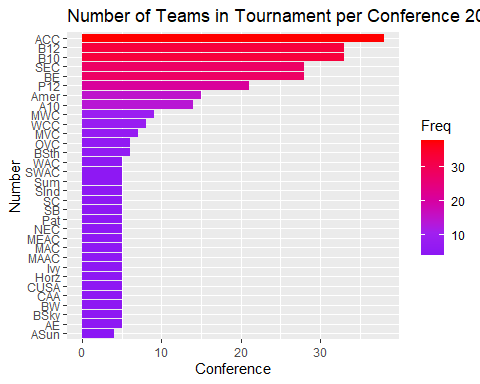 Number of Teams in Tournament per Conference 20
ACC
B12
B10
SEC
BE
P12
Amer
A10
MWC
WCC
MVC
OVC
BSth
WAC
SWAC
Sum
Slnd
SC
SB
Pat
NEC
MEAC
MAC
MAAC
Ivy
Horz
CUSA
CAA
BW
BSky
AE
ASun
Number
0
10
20
30
Conference
Freq
30
20
10